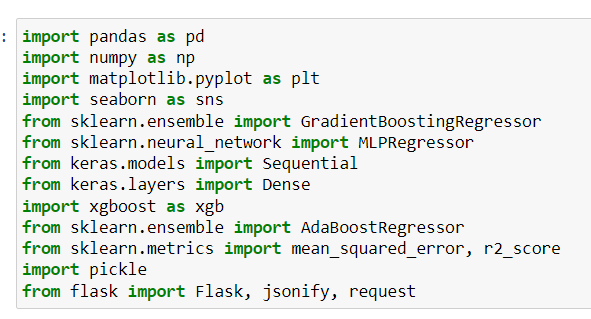 :
import pandas as pd
import numpy as np
import matplotlib.pyplot as plt
import seaborn as sns
from sklearn.ensemble import GradientBoostingRegressor
from sklearn.neural_network import MLPRegressor
from keras.models import Sequential
from keras.layers import Dense
import xgboost as xgb
from sklearn.ensemble import AdaBoostRegressor
from sklearn.metrics import mean_squared_error, r2_score
import pickle
from flask import Flask, jsonify, request